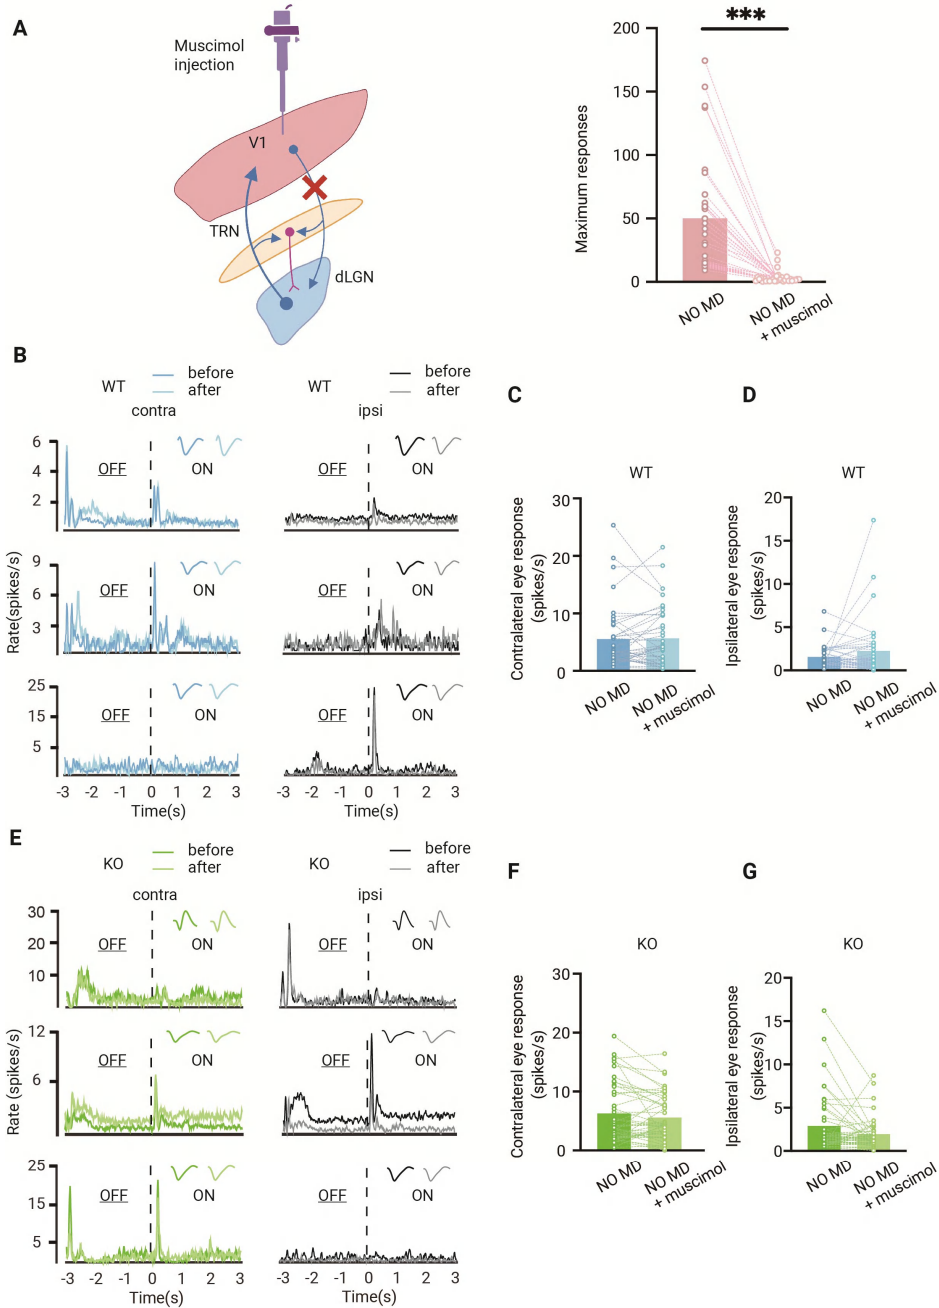 A
Muscimol
injection
V1
TRN
dLGN
Maximum responses
200
150
100
50
0
***
NO MD
NO MD
+ muscimol
B
WT
before
after
contra
WT
before
after
ipsi
Rate(spikes/s)
6
4
2
OFF
ON
OFF
ON
9
6
3
OFF
ON
OFF
ON
25
15
5
OFF
ON
OFF
ON
-3 -2 -1 0 1 2 3
Time(s)
-3 -2 -1 0 1 2 3
Time(s)
C
WT
Contralateral eye response
(spikes/s)
30
20
10
0
NO MD
NO MD
+ muscimol
D
WT
Ipsilateral eye response
(spikes/s)
20
15
10
5
0
NO MD
NO MD
+ muscimol
E
KO
before
after
contra
KO
before
after
ipsi
Rate (spikes/s)
30
20
10
OFF
ON
OFF
ON
12
6
OFF
ON
OFF
ON
25
15
5
OFF
ON
OFF
ON
-3 -2 -1 0 1 2 3
Time(s)
-3 -2 -1 0 1 2 3
Time(s)
F
KO
Contralateral eye response
(spikes/s)
30
20
10
0
NO MD
NO MD
+ muscimol
G
KO
Ipsilateral eye response
(spikes/s)
20
15
10
5
0
NO MD
NO MD
+ muscimol